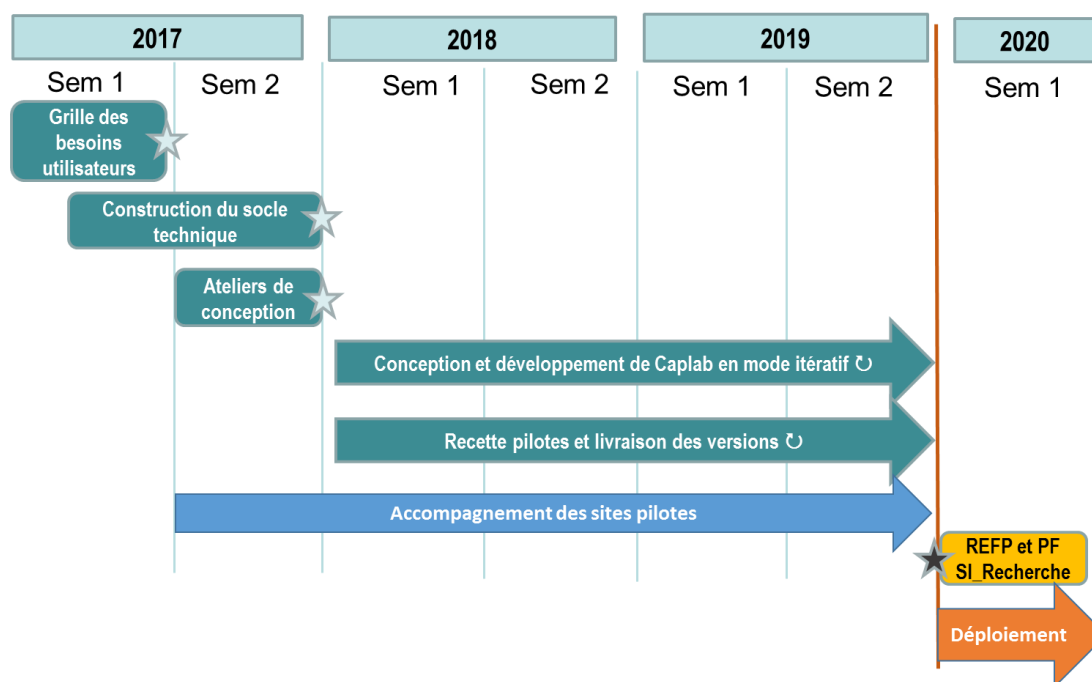 2017
2018
2019
2020
Sem 1
Sem 2
Sem 1
Sem 2
Sem 1
Sem 2
Sem 1
Grille des
besoins
utilisateurs
Construction du socle
technique
Ateliers de
conception
Conception et développement de Caplab en mode itératif ↻
Recette pilotes et livraison des versions ↻
Accompagnement des sites pilotes
REFP et PF
SI_Recherche
Déploiement